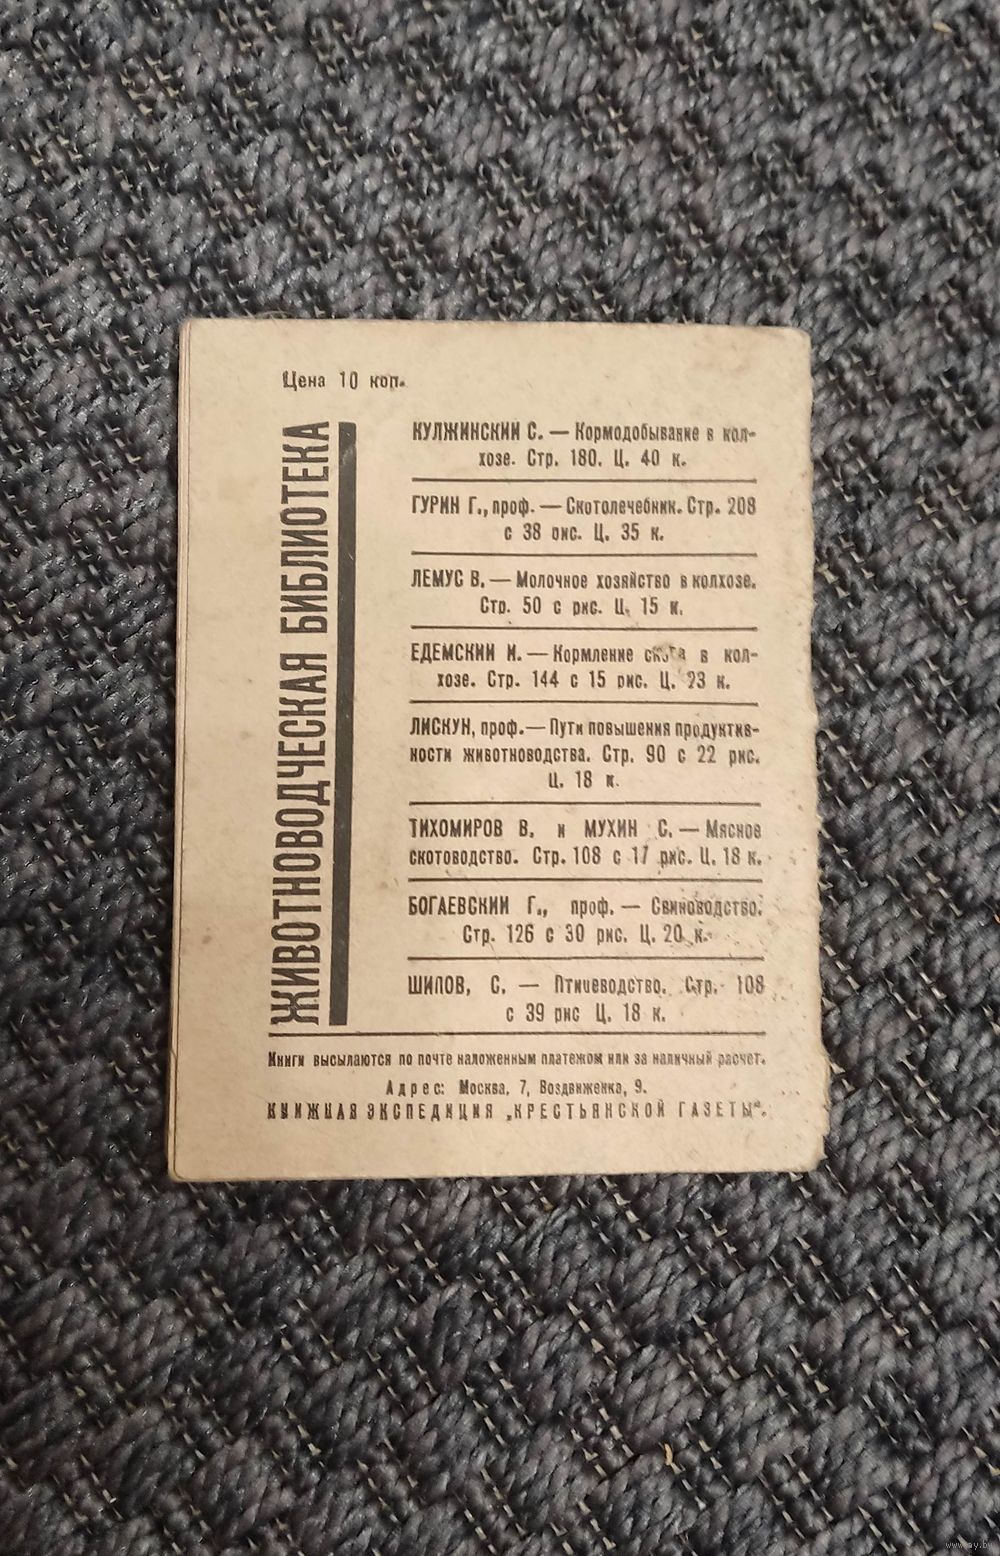 Цена 10 коп.
ЖИВОТНОВОДЧЕСКАЯ БИБЛИОТЕКА
КУЛЖИНСКИЙ С. — Кормодобывание в кол-
хозе. Стр. 180. Ц. 40 к.
ГУРИН Г., проф. — Скотолечебник. Стр. 208
с 38 рис. Ц. 35 к.
ЛЕМУС В. — Молочное хозяйство в колхозе.
Стр. 50 с рис. Ц. 15 к.
ЕДЕМСКИЙ И. — Кормление скота в кол-
хозе. Стр. 144 с 15 рис. Ц. 23 к.
ЛИСКУН, проф. — Пути повышения продуктив-
ности животноводства. Стр. 90 с 22 рис.
Ц. 18 к.
ТИХОМИРОВ В. и МУХИН С. — Мясное
скотоводство. Стр. 108 с 17 рис. Ц. 18 к.
БОГАЕВСКИЙ Г., проф. — Свиноводство.
Стр. 126 с 30 рис. Ц. 20 к.
ШИЛОВ, С. — Птицеводство. Стр. 108
с 39 рис Ц. 18 к.
Книги высылаются по почте наложенным платежом или за наличный расчет.
Адрес: Москва, 7, Воздвиженка, 9.
КНИЖНАЯ ЭКСПЕДИЦИЯ „КРЕСТЬЯНСКОЙ ГАЗЕТЫ".
www.ay.by